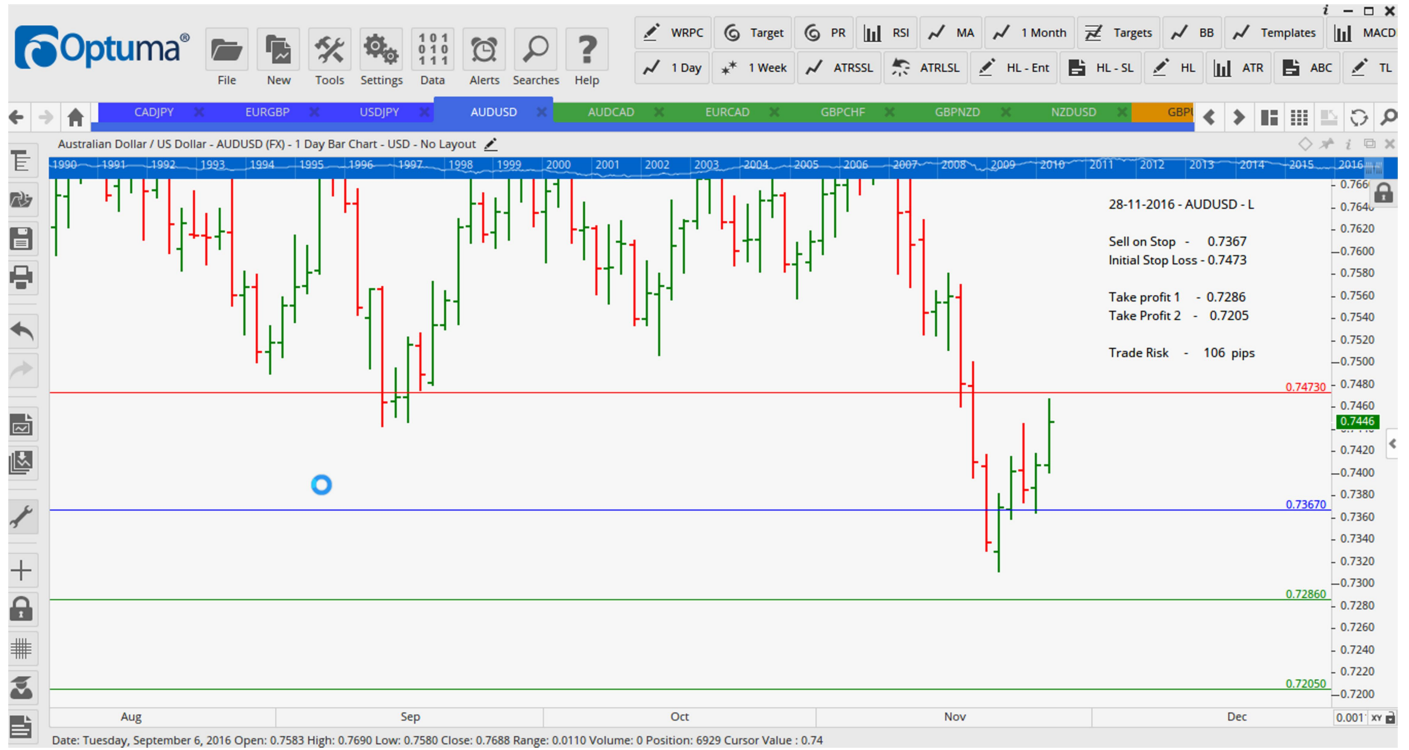 i
Optuma®
File New Tools Settings Data Alerts Searches Help
WRPC Target PR RSI MA 1 Month Targets BB Templates MACD
1 Day 1 Week ATRSSL ATRLSL HL - Ent HL - SL HL ATR ABC TL
CADJPY EURGBP USDJPY AUDUSD AUDCAD EURCAD GBPCHF GBPNZD NZDUSD
Australian Dollar / US Dollar - AUDUSD (FX) - 1 Day Bar Chart - USD - No Layout
1990 1991 1992 1993 1994 1995 1996 1997 1998 1999 2000 2001 2002 2003 2004 2005 2006 2007 2008 2009 2010 2011 2012 2013 2014 2015 2016
28-11-2016 - AUDUSD - L
Sell on Stop - 0.7367
Initial Stop Loss - 0.7473
Take profit 1 - 0.7286
Take Profit 2 - 0.7205
Trade Risk - 106 pips
0.7640
0.7620
0.7600
0.7580
0.7560
0.7540
0.7520
0.7500
0.7480
0.74730
0.7460
0.7446
0.7420
0.7400
0.7380
0.73670
0.7360
0.7340
0.7320
0.7300
0.72860
0.7280
0.7260
0.7240
0.7220
0.72050
0.7200
Aug Sep Oct Nov Dec 0.001 XY
Date: Tuesday, September 6, 2016 Open: 0.7583 High: 0.7690 Low: 0.7580 Close: 0.7688 Range: 0.0110 Volume: 0 Position: 6929 Cursor Value : 0.74